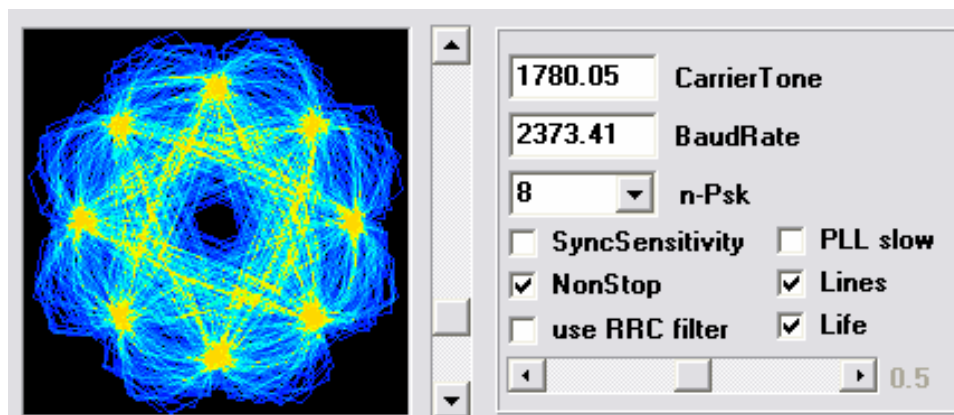 1780.05 CarrierTone
2373.41 BaudRate
8 n-Psk
SyncSensitivity PLL slow
NonStop Lines
use RRC filter Life
0.5